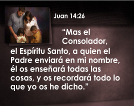 Juan 14:26
"Mas el
Consolador,
el Espíritu Santo, a quien el
Padre enviará en mi nombre,
él os enseñará todas las
cosas, y os recordará todo lo
que yo os he dicho."